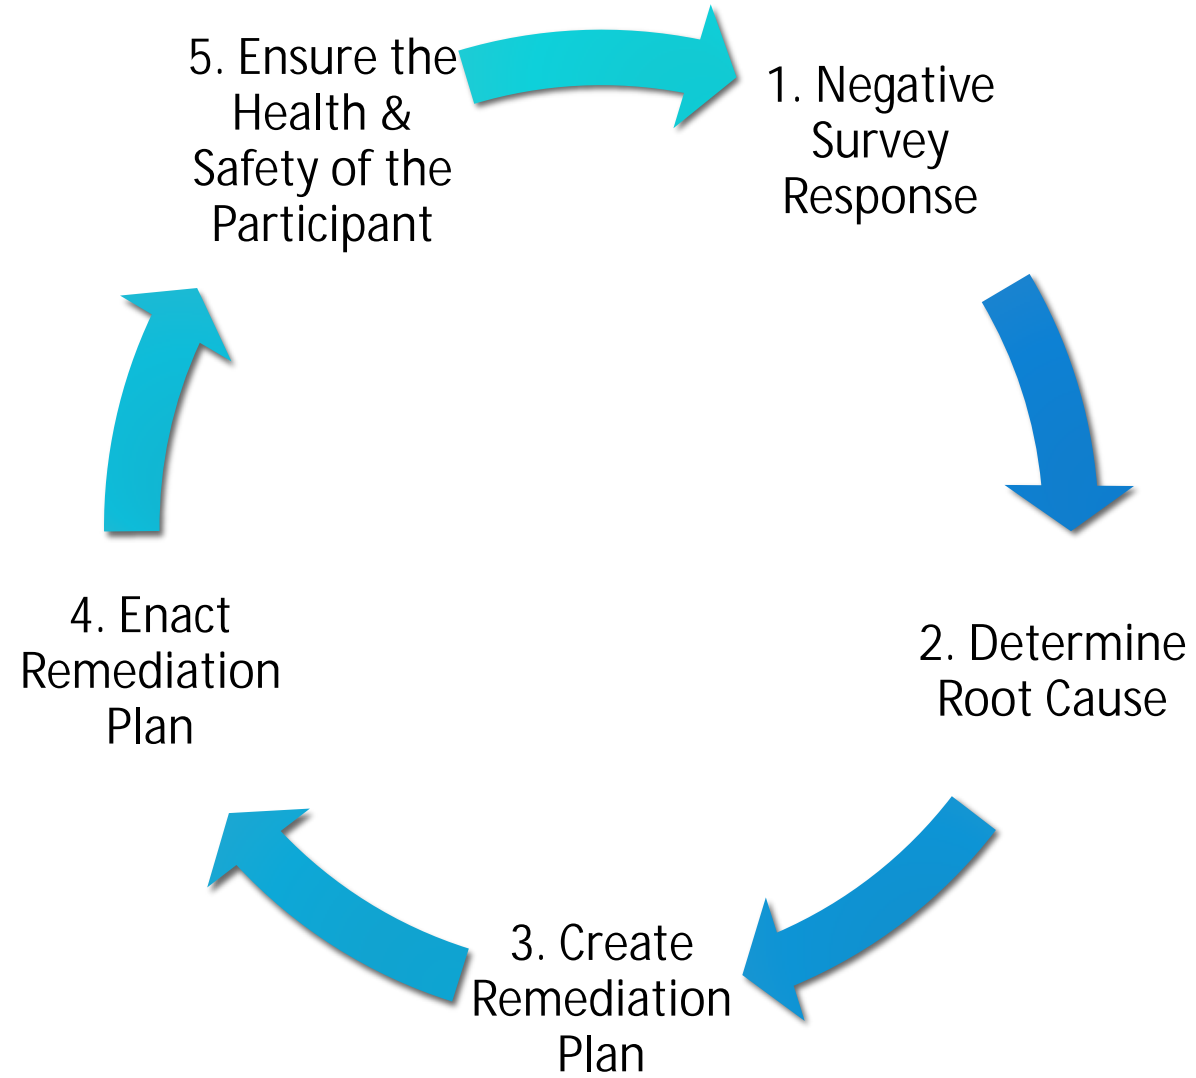 1. Negative
Survey
Response
2. Determine
Root Cause
3. Create
Remediation
Plan
4. Enact
Remediation
Plan
5. Ensure the
Health &
Safety of the
Participant